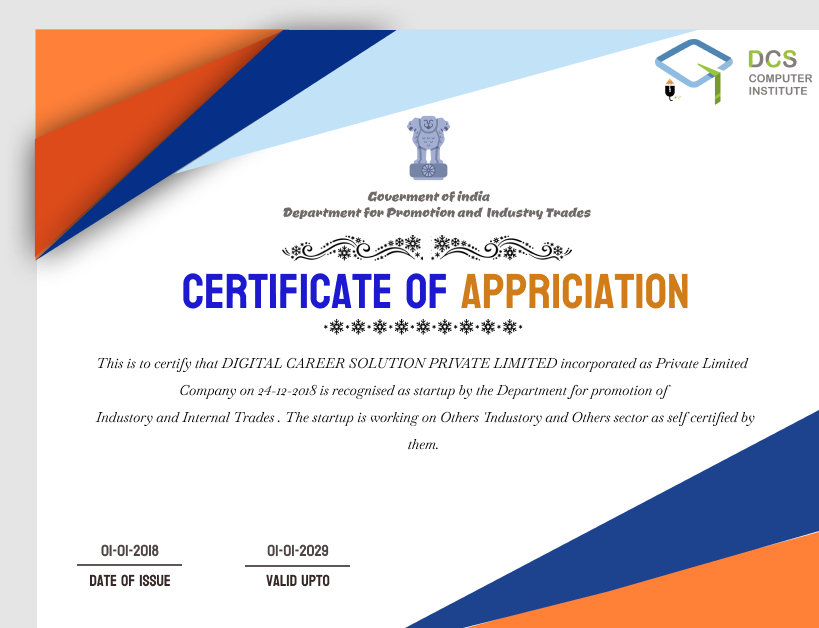 DCS
COMPUTER
INSTITUTE
Goverment of india
Department for Promotion and Industry Trades
CERTIFICATE OF APPRICIATION
This is to certify that DIGITAL CAREER SOLUTION PRIVATE LIMITED incorporated as Private Limited
Company on 24-12-2018 is recognised as startup by the Department for promotion of
Industory and Internal Trades . The startup is working on Others 'Industory and Others sector as self certified by
them.
01-01-2018 01-01-2029
DATE OF ISSUE VALID UPTO